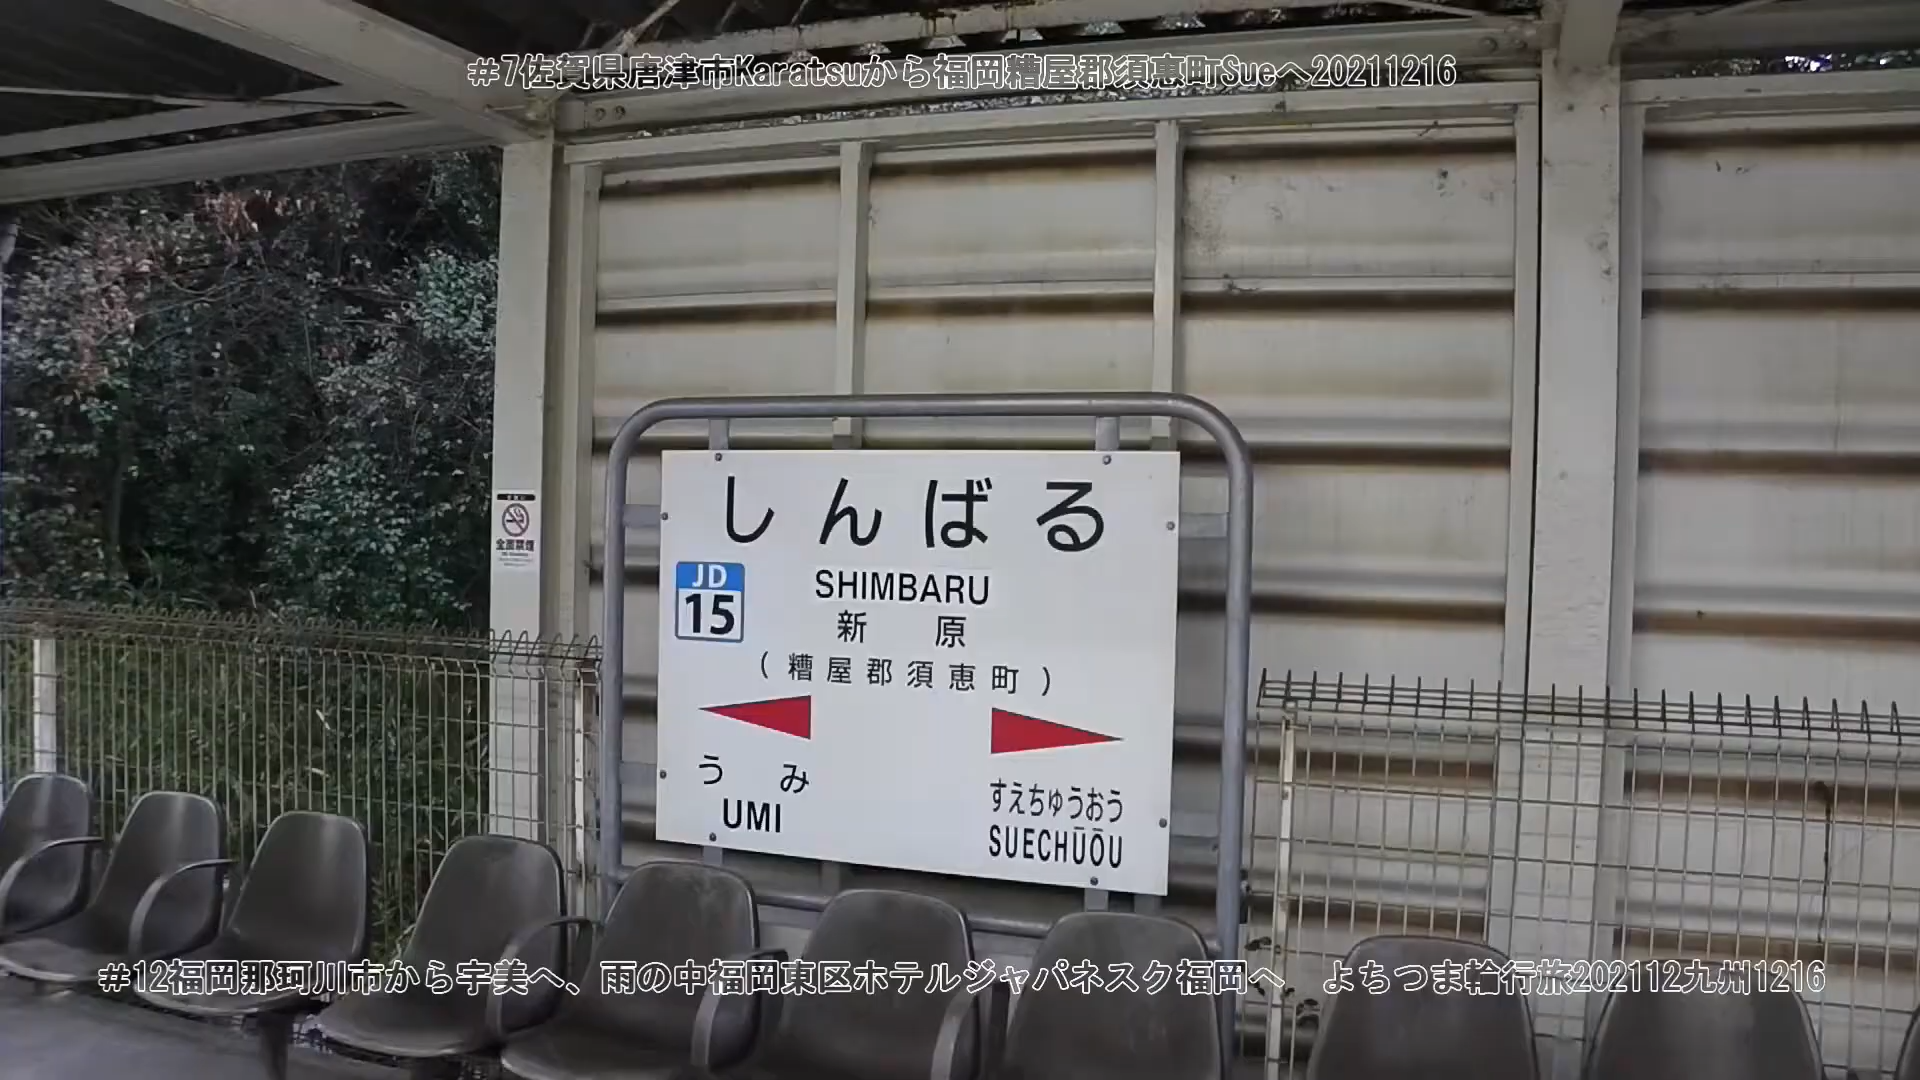 #7佐賀県唐津市Karatsuから福岡糟屋郡須恵町Sueへ20211216
全面禁煙
しんばる
JD
15
SHIMBARU
新原
(糟屋郡須恵町)
うみ
UMI
すえちゅうおう
SUECHŪŌU
#12福岡那珂川市から宇美へ、雨の中福岡東区ホテルジャパネスク福岡へ よちつま輪行旅202112九州1216